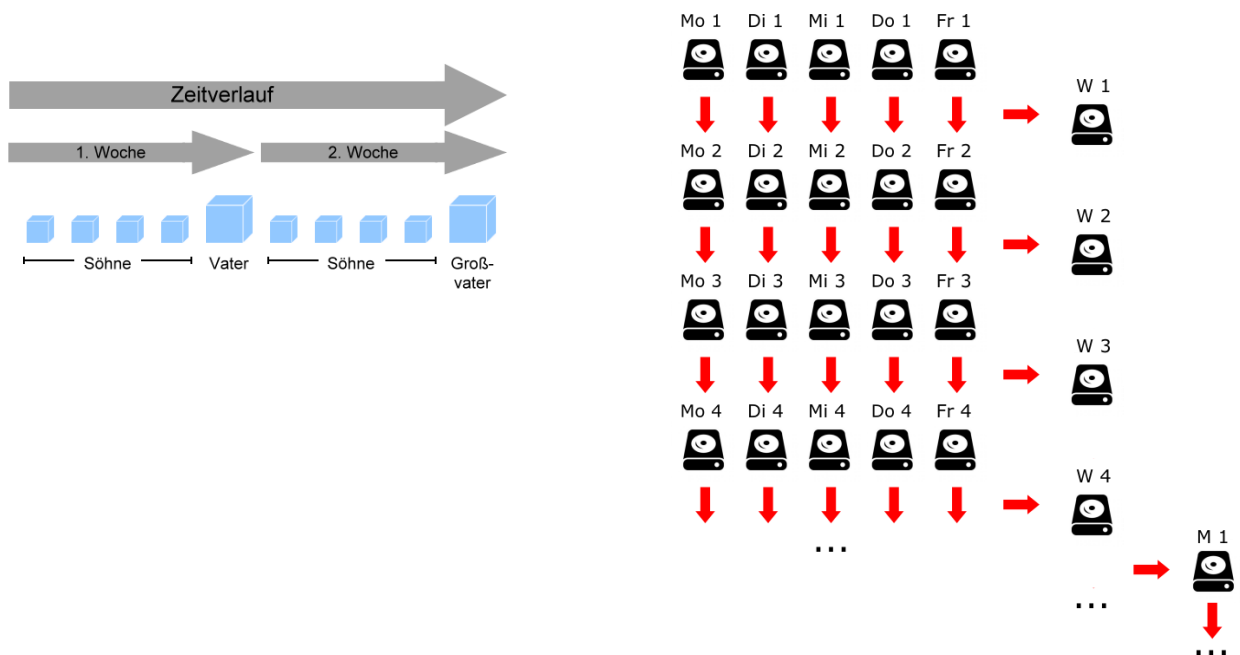 Zeitverlauf
1. Woche
2. Woche
Söhne
Vater
Söhne
Groß-
vater
Mo 1 Di 1 Mi 1 Do 1 Fr 1
W 1
Mo 2 Di 2 Mi 2 Do 2 Fr 2
W 2
Mo 3 Di 3 Mi 3 Do 3 Fr 3
W 3
Mo 4 Di 4 Mi 4 Do 4 Fr 4
W 4
...
M 1
...
...